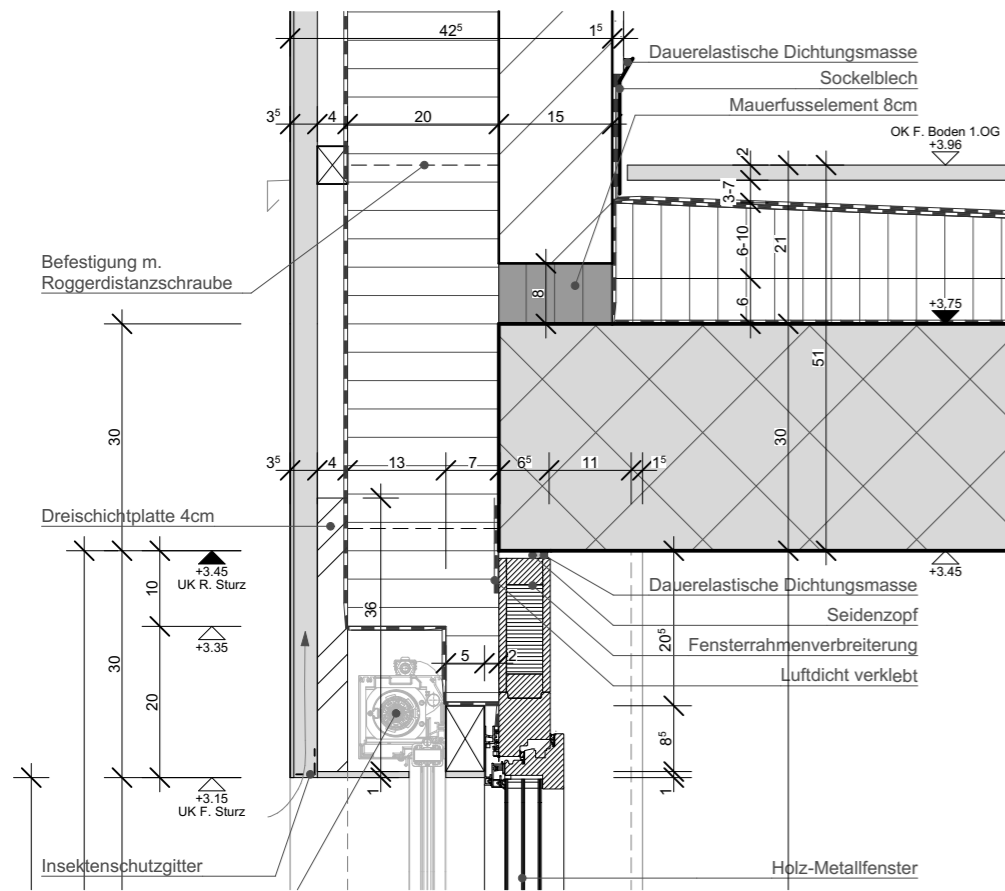 42⁵
1⁵
Dauerelastische Dichtungsmasse
Sockelblech
Mauerfusselement 8cm
3⁵
4
20
15
OK F. Boden 1.OG
+3.96
2
3-7
6-10
21
6
51
Befestigung m.
Roggerdistanzschraube
8
+3.75
30
30
3⁵
4
13
7
6⁵
11
1⁵
Dreischichtplatte 4cm
+3.45
UK R. Sturz
10
36
+3.45
Dauerelastische Dichtungsmasse
Seidenzopf
Fensterrahmenverbreiterung
Luftdicht verklebt
+3.35
20⁵
5
2
30
20
8⁵
1
1
+3.15
UK F. Sturz
Insektenschutzgitter
Holz-Metallfenster